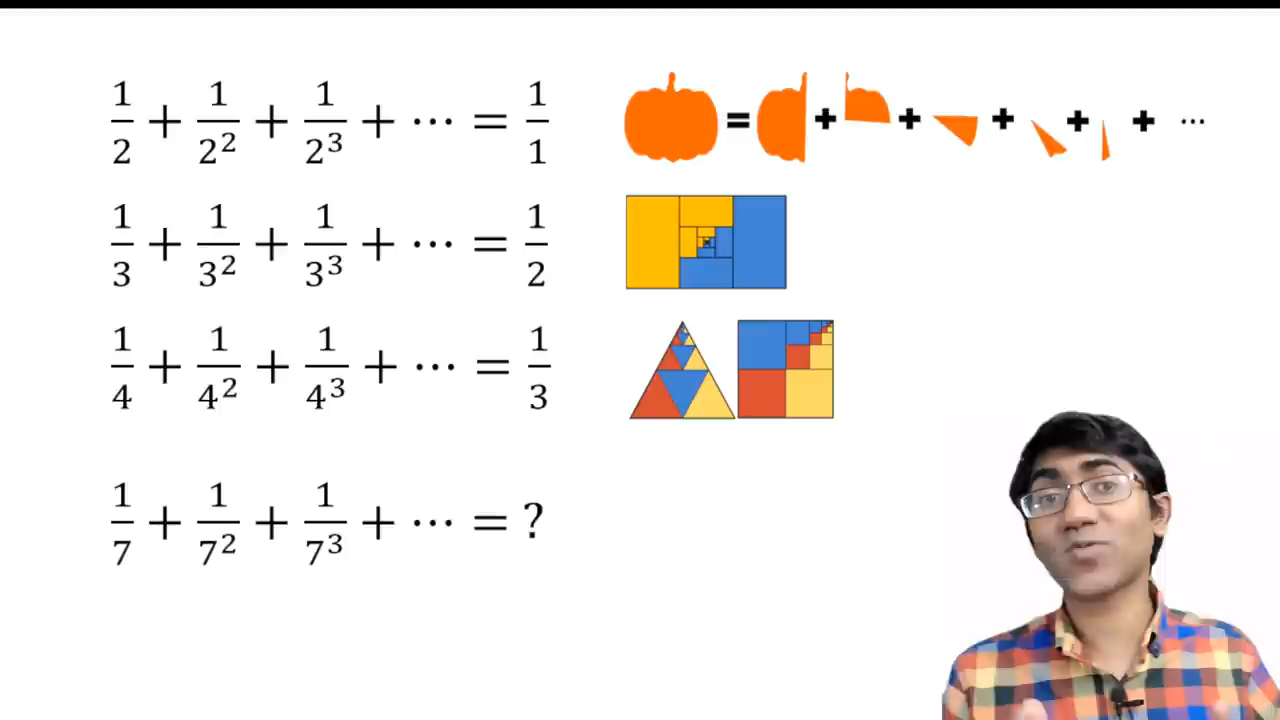 1/2 + 1/2² + 1/2³ + ⋯ = 1/1
= + + + + + ⋯
1/3 + 1/3² + 1/3³ + ⋯ = 1/2
1/4 + 1/4² + 1/4³ + ⋯ = 1/3
1/7 + 1/7² + 1/7³ + ⋯ = ?